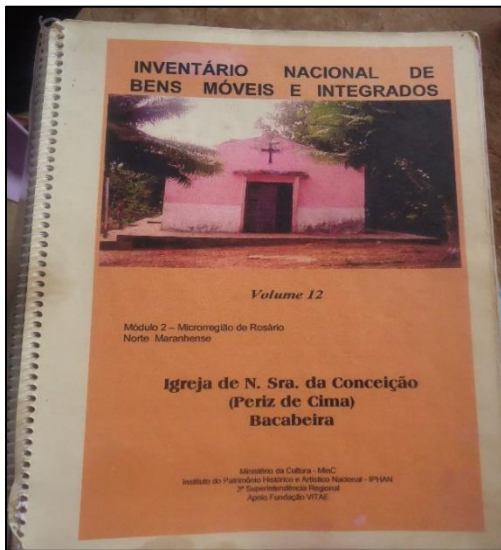 INVENTÁRIO NACIONAL DE
BENS MÓVEIS E INTEGRADOS
Volume 12
Módulo 2 – Microrregião de Rosário
Norte Maranhense
Igreja de N. Sra. da Conceição
(Periz de Cima)
Bacabeira
Ministério da Cultura - MinC
Instituto do Patrimônio Histórico e Artístico Nacional - IPHAN
3ª Superintendência Regional
Apoio Fundação VITAE